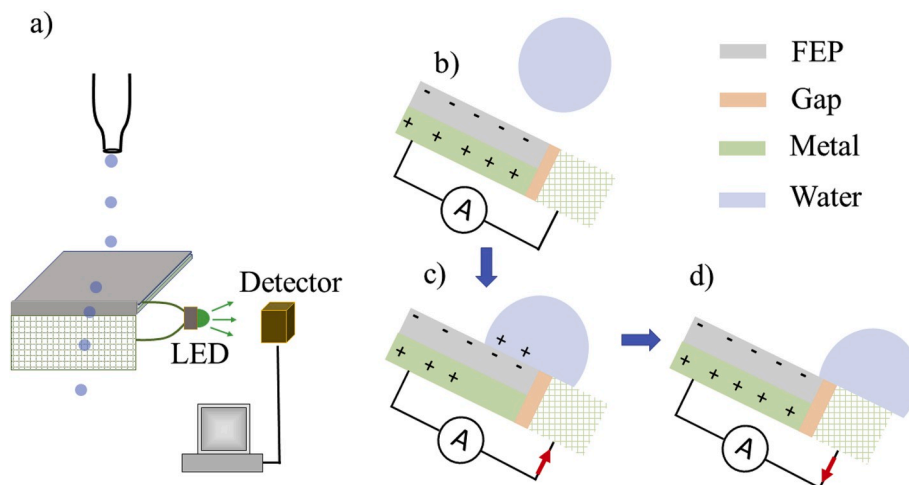 a)
b)
FEP
Gap
Metal
Water
A
Detector
LED
c)
d)
A
A
- - - - -
+ + + + +
+ +
- - - - -
+ + +
- - - - -
+ + + + +